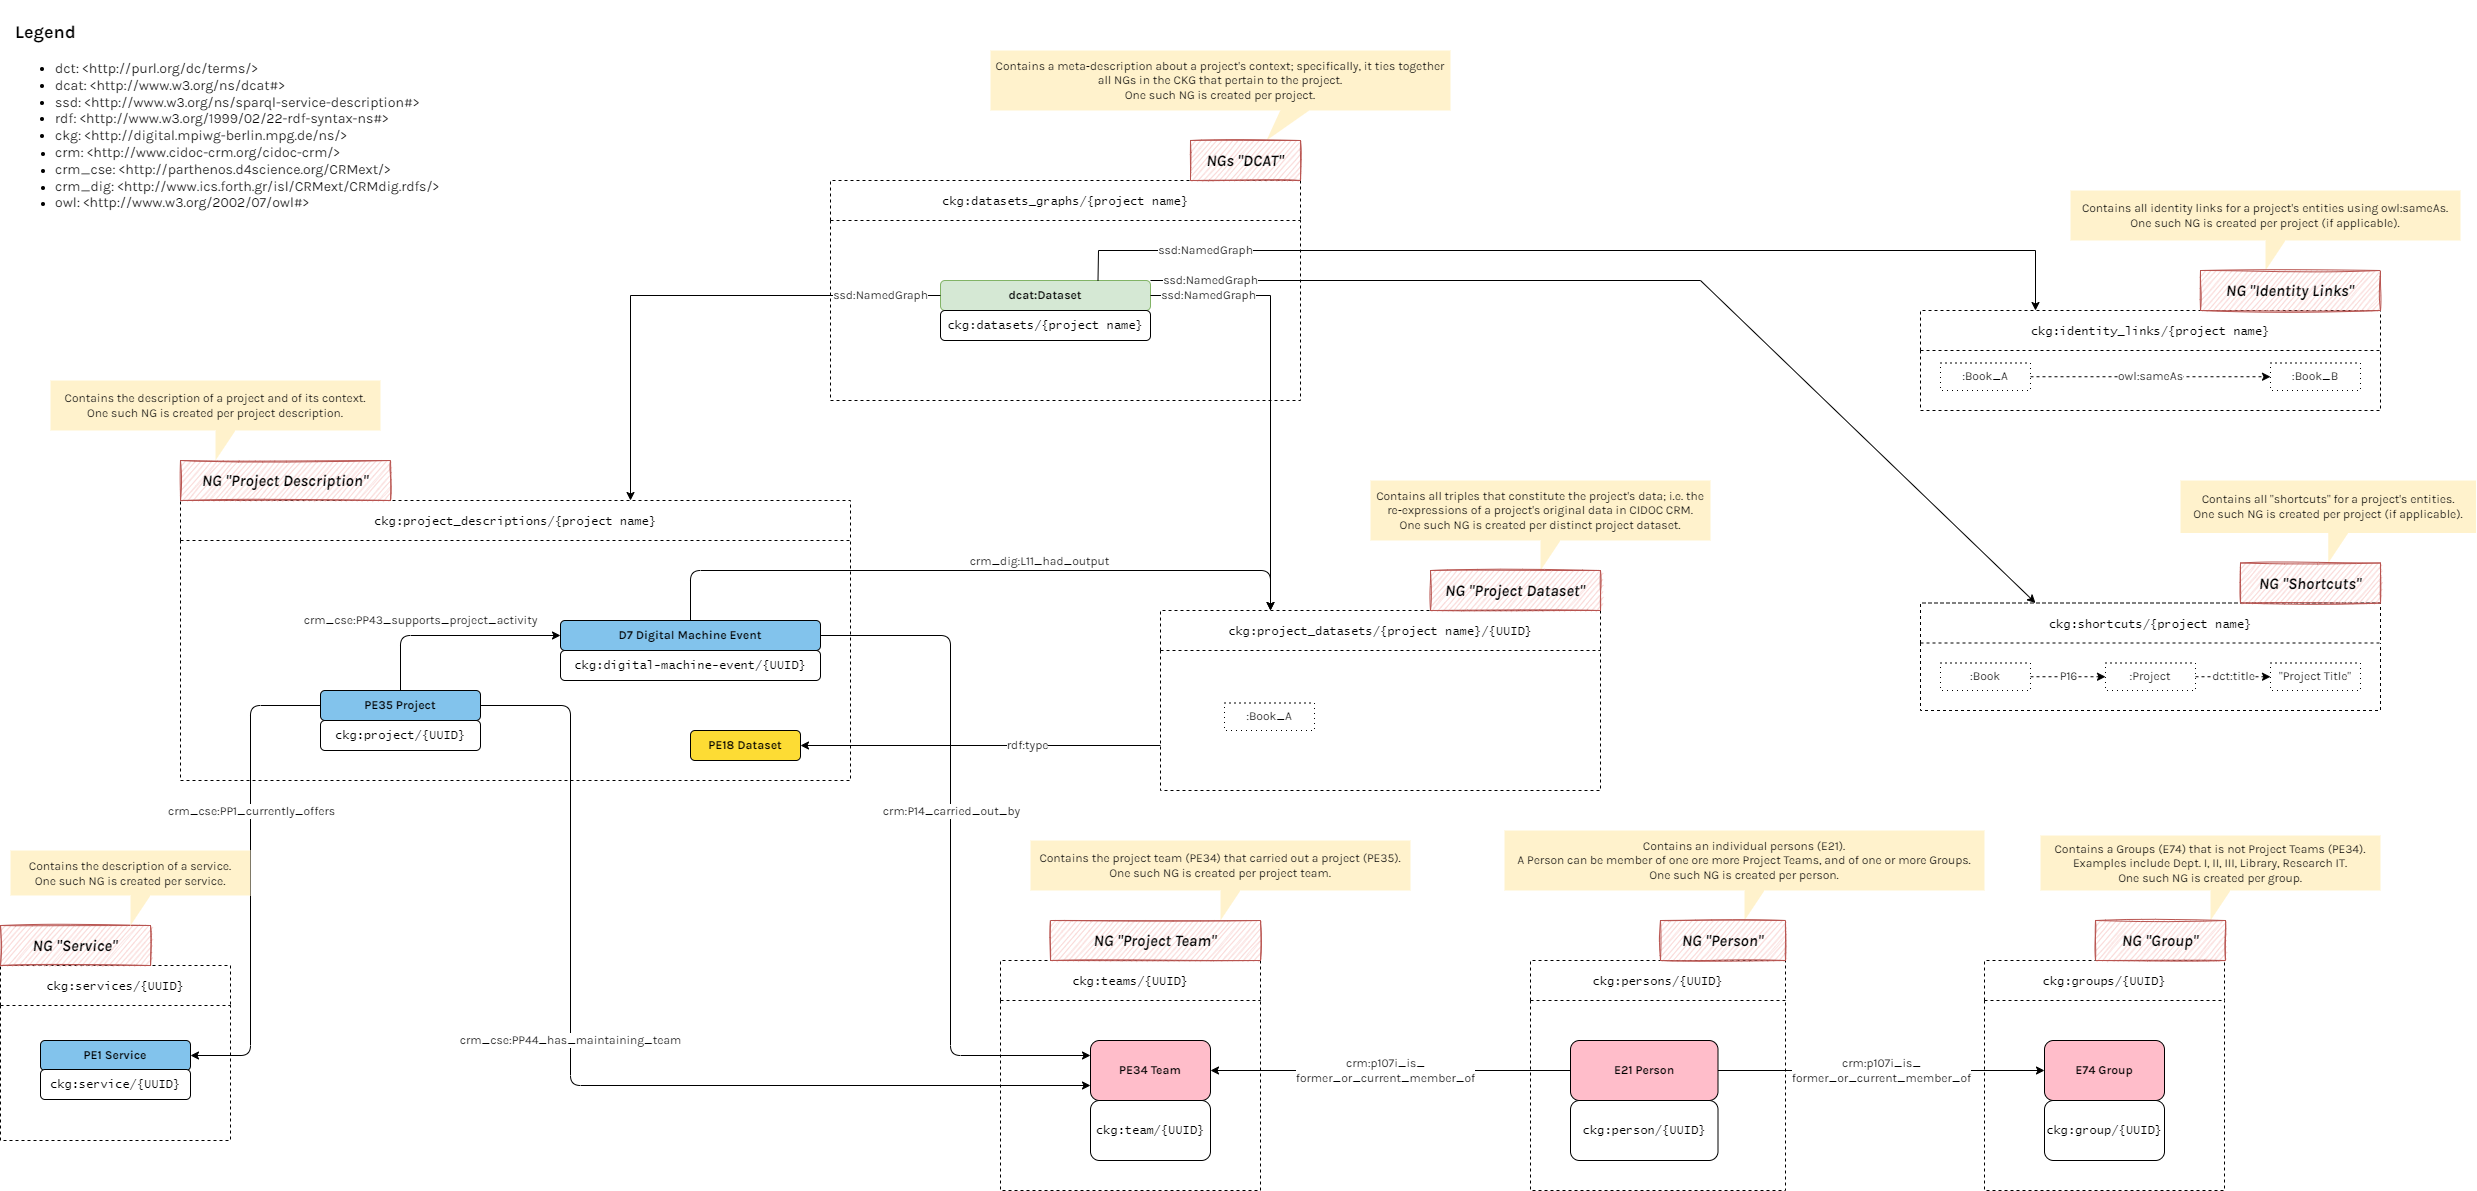 Legend
dct: <http://purl.org/dc/terms/>
dcat: <http://www.w3.org/ns/dcat#>
ssd: <http://www.w3.org/ns/sparql-service-description#>
rdf: <http://www.w3.org/1999/02/22-rdf-syntax-ns#>
ckg: <http://digital.mpiwg-berlin.mpg.de/ns/>
crm: <http://www.cidoc-crm.org/cidoc-crm/>
crm_cse: <http://parthenos.d4science.org/CRMext/>
crm_dig: <http://www.ics.forth.gr/isl/CRMext/CRMdig.rdfs/>
owl: <http://www.w3.org/2002/07/owl#>
Contains a meta-description about a project's context; specifically, it ties together
all NGs in the CKG that pertain to the project.
One such NG is created per project.
NGs "DCAT"
ckg:datasets_graphs/{project name}
ssd:NamedGraph
ssd:NamedGraph
ssd:NamedGraph
ssd:NamedGraph
dcat:Dataset
ckg:datasets/{project name}
Contains all identity links for a project's entities using owl:sameAs.
One such NG is created per project (if applicable).
NG "Identity Links"
ckg:identity_links/{project name}
:Book_A
owl:sameAs
:Book_B
Contains the description of a project and of its context.
One such NG is created per project description.
NG "Project Description"
ckg:project_descriptions/{project name}
crm_dig:L11_had_output
crm_cse:PP43_supports_project_activity
D7 Digital Machine Event
ckg:digital-machine-event/{UUID}
PE35 Project
ckg:project/{UUID}
PE18 Dataset
rdf:type
Contains all triples that constitute the project's data; i.e. the
re-expressions of a project's original data in CIDOC CRM.
One such NG is created per distinct project dataset.
NG "Project Dataset"
ckg:project_datasets/{project name}/{UUID}
:Book_A
Contains all "shortcuts" for a project's entities.
One such NG is created per project (if applicable).
NG "Shortcuts"
ckg:shortcuts/{project name}
:Book
P16
:Project
dct:title
"Project Title"
crm_cse:PP1_currently_offers
crm:P14_carried_out_by
Contains the description of a service.
One such NG is created per service.
NG "Service"
ckg:services/{UUID}
PE1 Service
ckg:service/{UUID}
crm_cse:PP44_has_maintaining_team
Contains the project team (PE34) that carried out a project (PE35).
One such NG is created per project team.
NG "Project Team"
ckg:teams/{UUID}
PE34 Team
ckg:team/{UUID}
crm:p107i_is_
former_or_current_member_of
Contains an individual persons (E21).
A Person can be member of one ore more Project Teams, and of one or more Groups.
One such NG is created per person.
NG "Person"
ckg:persons/{UUID}
E21 Person
ckg:person/{UUID}
crm:p107i_is_
former_or_current_member_of
Contains a Groups (E74) that is not Project Teams (PE34).
Examples include Dept. I, II, III, Library, Research IT.
One such NG is created per group.
NG "Group"
ckg:groups/{UUID}
E74 Group
ckg:group/{UUID}